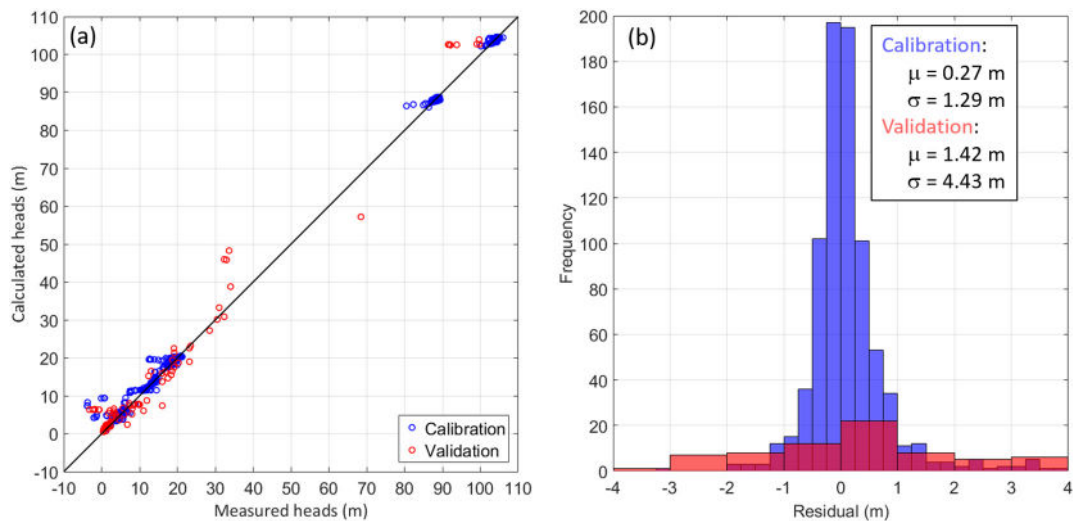 (a)
110
100
90
80
70
60
50
40
30
20
10
0
-10
-10 0 10 20 30 40 50 60 70 80 90 100 110
Calculated heads (m)
Measured heads (m)
Calibration
Validation
(b)
200
180
160
140
120
100
80
60
40
20
0
-4 -3 -2 -1 0 1 2 3 4
Frequency
Residual (m)
Calibration:
μ = 0.27 m
σ = 1.29 m
Validation:
μ = 1.42 m
σ = 4.43 m